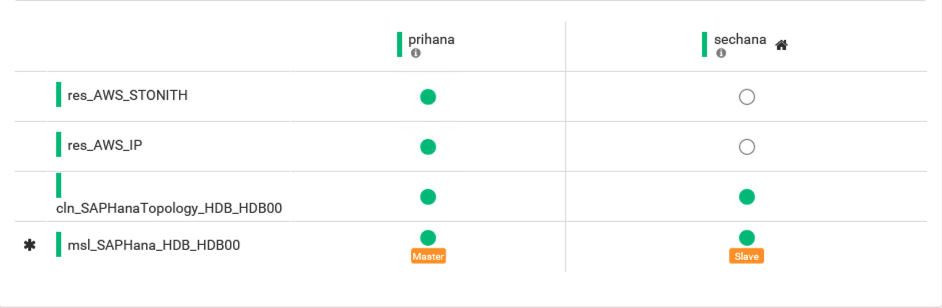 prihana
sechana
res_AWS_STONITH
res_AWS_IP
cln_SAPHanaTopology_HDB_HDB00
msl_SAPHana_HDB_HDB00
Master
Slave